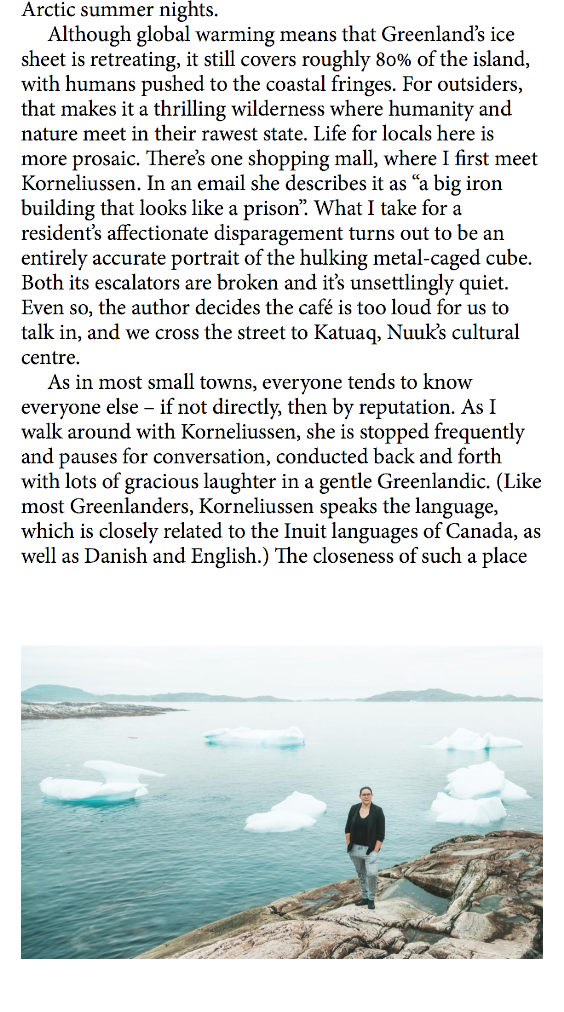 Arctic summer nights.
Although global warming means that Greenland’s ice
sheet is retreating, it still covers roughly 80% of the island,
with humans pushed to the coastal fringes. For outsiders,
that makes it a thrilling wilderness where humanity and
nature meet in their rawest state. Life for locals here is
more prosaic. There’s one shopping mall, where I first meet
Korneliussen. In an email she describes it as “a big iron
building that looks like a prison”. What I take for a
resident’s affectionate disparagement turns out to be an
entirely accurate portrait of the hulking metal-caged cube.
Both its escalators are broken and it’s unsettlingly quiet.
Even so, the author decides the café is too loud for us to
talk in, and we cross the street to Katuaq, Nuuk’s cultural
centre.
As in most small towns, everyone tends to know
everyone else – if not directly, then by reputation. As I
walk around with Korneliussen, she is stopped frequently
and pauses for conversation, conducted back and forth
with lots of gracious laughter in a gentle Greenlandic. (Like
most Greenlanders, Korneliussen speaks the language,
which is closely related to the Inuit languages of Canada, as
well as Danish and English.) The closeness of such a place